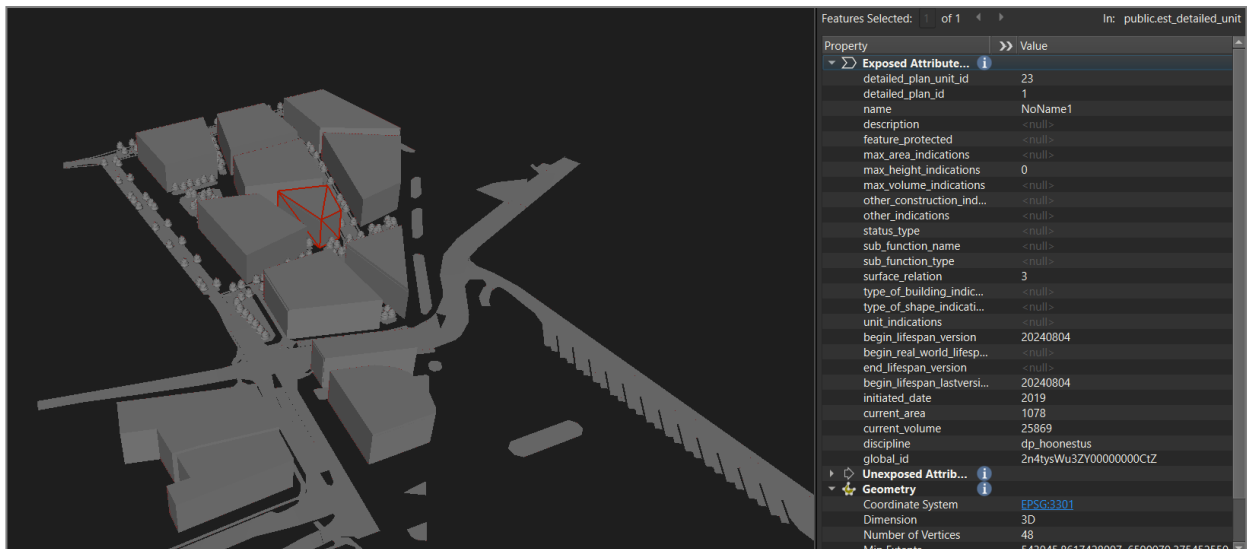 Features Selected: 1 of 1 In: public.est_detailed_unit
Property Value
Exposed Attribute...
detailed_plan_unit_id 23
detailed_plan_id 1
name NoName1
description <null>
feature_protected <null>
max_area_indications <null>
max_height_indications 0
max_volume_indications <null>
other_construction_ind... <null>
other_indications <null>
status_type <null>
sub_function_name <null>
sub_function_type <null>
surface_relation 3
type_of_building_indic... <null>
type_of_shape_indicati... <null>
unit_indications <null>
begin_lifespan_version 20240804
begin_real_world_lifesp... <null>
end_lifespan_version <null>
begin_lifespan_lastversi... 20240804
initiated_date 2019
current_area 1078
current_volume 25869
discipline dp_hoonestus
global_id 2n4tysWu3ZY00000000CtZ
Unexposed Attrib...
Geometry
Coordinate System EPSG:3301
Dimension 3D
Number of Vertices 48